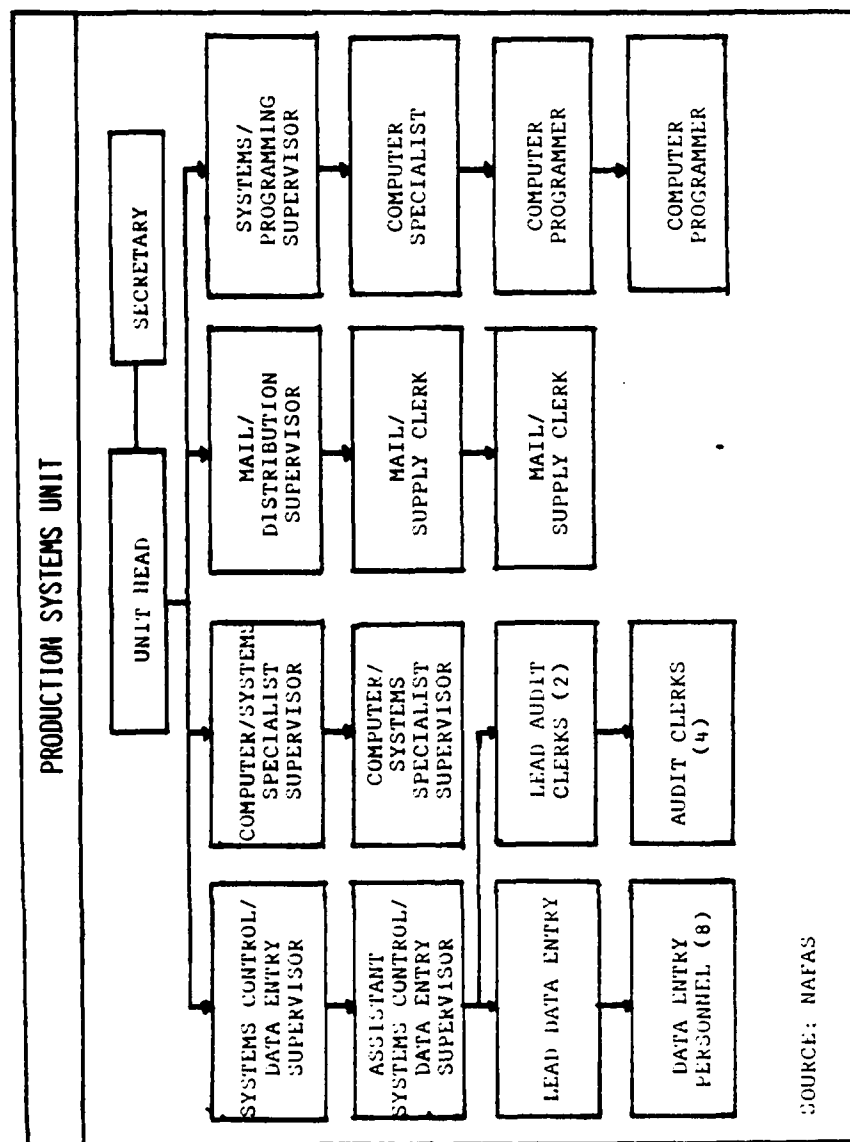 PRODUCTION SYSTEMS UNIT
UNIT HEAD
SECRETARY
SYSTEMS CONTROL/
DATA ENTRY
SUPERVISOR
COMPUTER/SYSTEMS
SPECIALIST
SUPERVISOR
MAIL/
DISTRIBUTION
SUPERVISOR
SYSTEMS/
PROGRAMMING
SUPERVISOR
ASSISTANT
SYSTEMS CONTROL/
DATA ENTRY
SUPERVISOR
COMPUTER/
SYSTEMS
SPECIALIST
SUPERVISOR
MAIL/
SUPPLY CLERK
COMPUTER
SPECIALIST
LEAD DATA ENTRY
LEAD AUDIT
CLERKS (2)
MAIL/
SUPPLY CLERK
COMPUTER
PROGRAMMER
DATA ENTRY
PERSONNEL (8)
AUDIT CLERKS
(4)
COMPUTER
PROGRAMMER
SOURCE: NAFAS